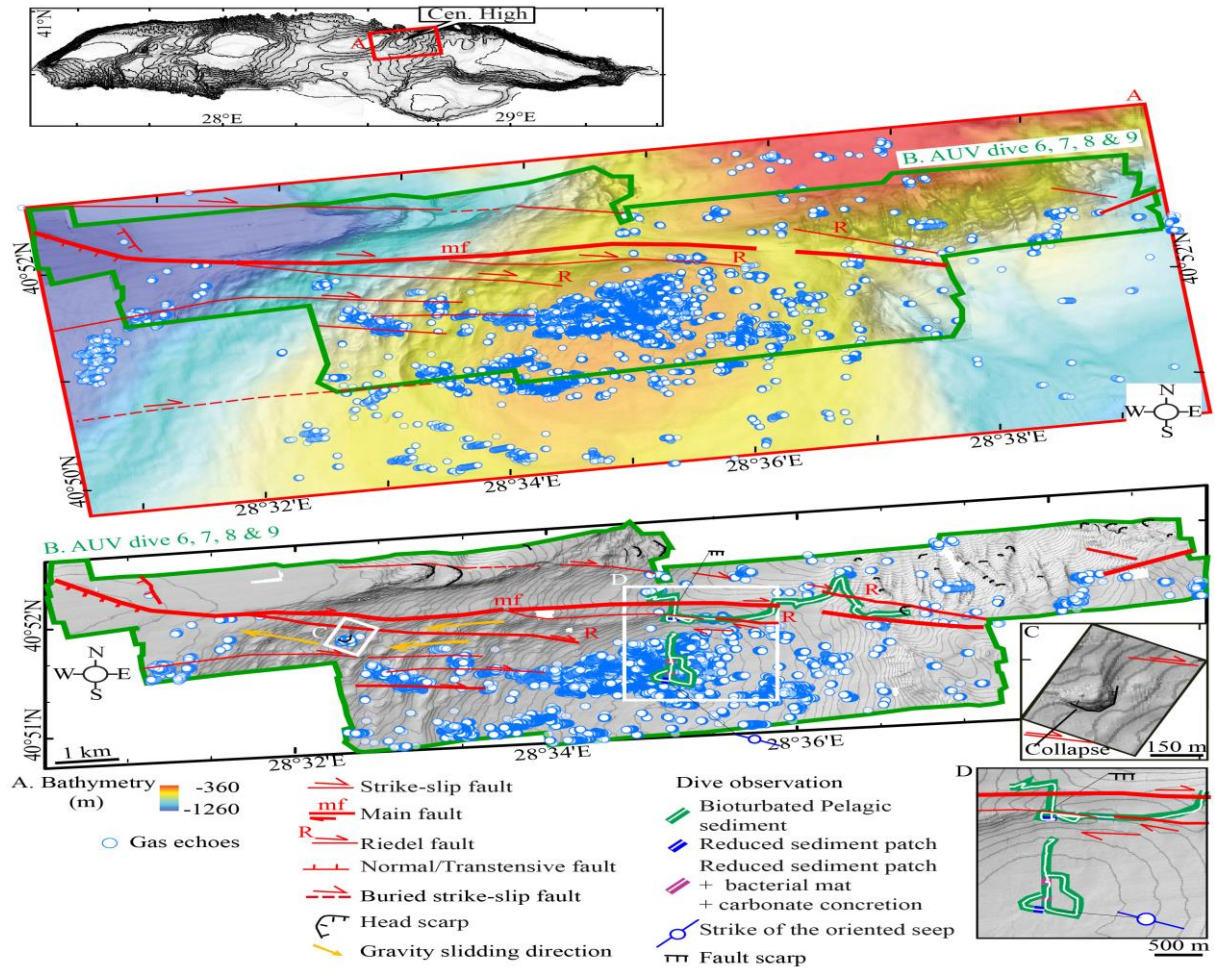 41°N
Cen. High
A
28°E
29°E
A
B. AUV dive 6, 7, 8 & 9
40°52'N
mf
R
R
40°52'N
N
W E
S
40°50'N
28°32'E
28°34'E
28°36'E
28°38'E
B. AUV dive 6, 7, 8 & 9
D
mf
R
R
R
40°52'N
N
W E
S
40°51'N
1 km
28°32'E
28°34'E
28°36'E
C
C
Collapse
150 m
A. Bathymetry
(m)
-360
-1260
Gas echoes
Strike-slip fault
mf
Main fault
R
Riedel fault
Normal/Transtensive fault
Buried strike-slip fault
Head scarp
Gravity slidding direction
Dive observation
Bioturbated Pelagic
sediment
Reduced sediment patch
Reduced sediment patch
+ bacterial mat
+ carbonate concretion
Strike of the oriented seep
Fault scarp
D
500 m